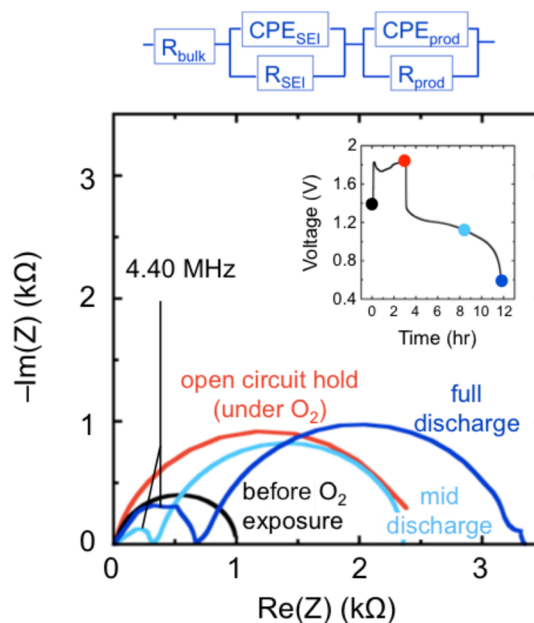 CPE_SEI
CPE_prod
R_bulk
R_SEI
R_prod
3
2
1
0
–Im(Z) (kΩ)
4.40 MHz
2
1.6
1.2
0.8
0.4
Voltage (V)
0 2 4 6 8 10 12
Time (hr)
open circuit hold
(under O₂)
full
discharge
before O₂
exposure
mid
discharge
0 1 2 3
Re(Z) (kΩ)